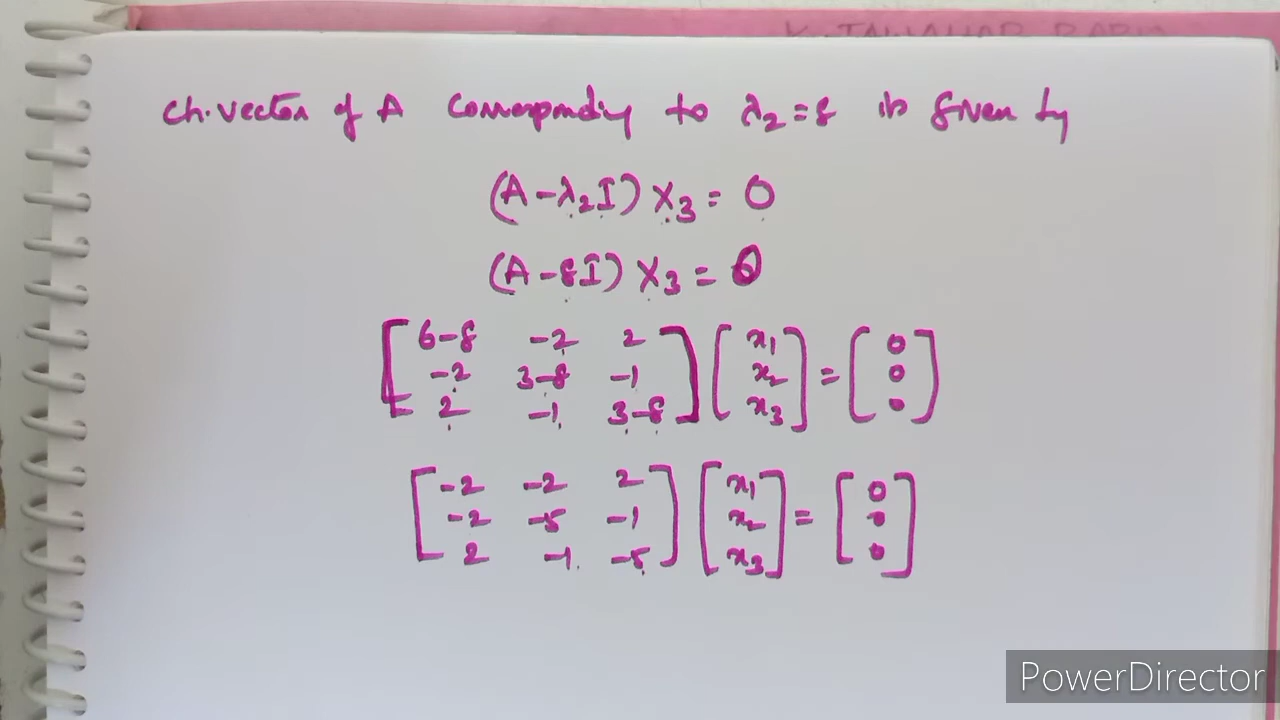 K. JAWAHAR BABU
ch. vector of A corresponding to λ₂=8 is given by
(A-λ₂I) X₃ = 0
(A-8I) X₃ = 0
[6-8 -2 2] [x₁] = [0]
[-2 3-8 -1] [x₂] = [0]
[2 -1 3-8] [x₃] = [0]
[-2 -2 2] [x₁] = [0]
[-2 -5 -1] [x₂] = [0]
[2 -1 -5] [x₃] = [0]
PowerDirector